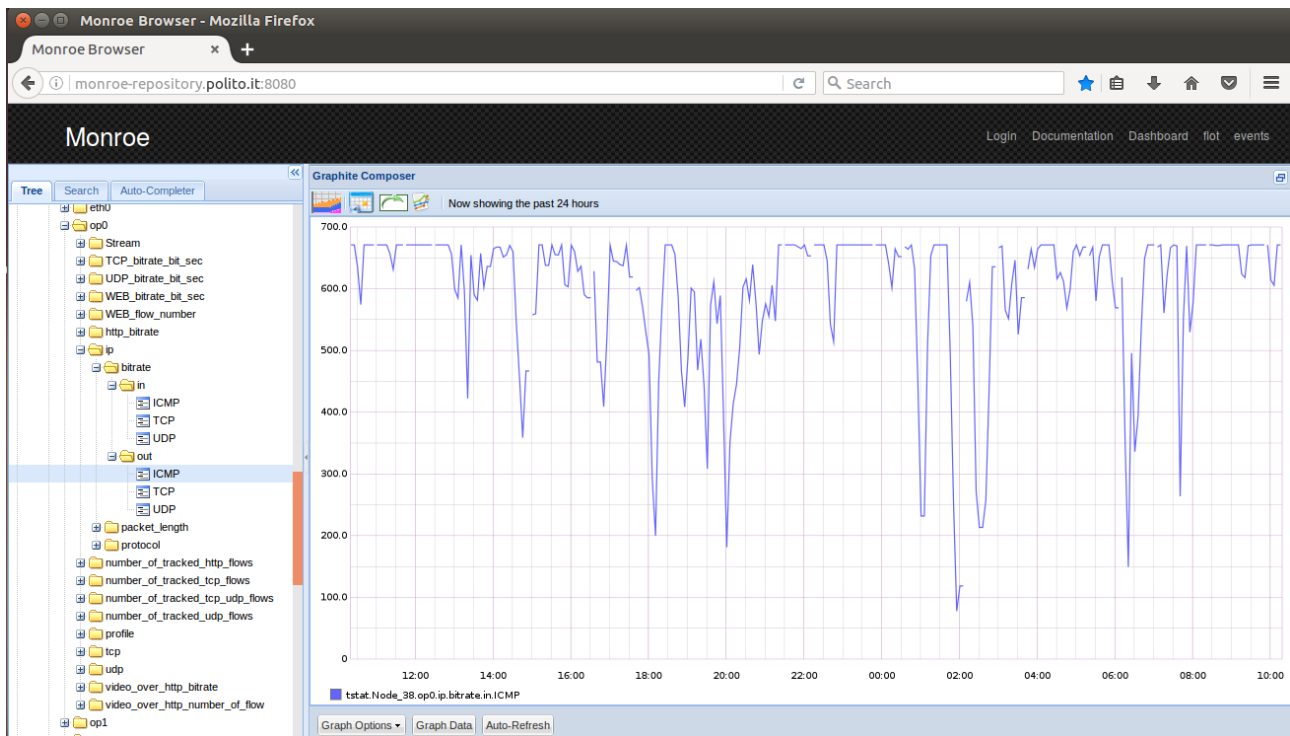 Monroe Browser - Mozilla Firefox
Monroe Browser × +
monroe-repository.polito.it:8080
Search
Monroe
Login Documentation Dashboard flot events
Tree Search Auto-Completer
eth0
op0
Stream
TCP_bitrate_bit_sec
UDP_bitrate_bit_sec
WEB_bitrate_bit_sec
WEB_flow_number
http_bitrate
ip
bitrate
in
ICMP
TCP
UDP
out
ICMP
TCP
UDP
packet_length
protocol
number_of_tracked_http_flows
number_of_tracked_tcp_flows
number_of_tracked_tcp_udp_flows
number_of_tracked_udp_flows
profile
tcp
udp
video_over_http_bitrate
video_over_http_number_of_flow
op1
Graphite Composer
Now showing the past 24 hours
700.0
600.0
500.0
400.0
300.0
200.0
100.0
0
12:00 14:00 16:00 18:00 20:00 22:00 00:00 02:00 04:00 06:00 08:00 10:00
tstat.Node_38.op0.ip.bitrate.in.ICMP
Graph Options Graph Data Auto-Refresh